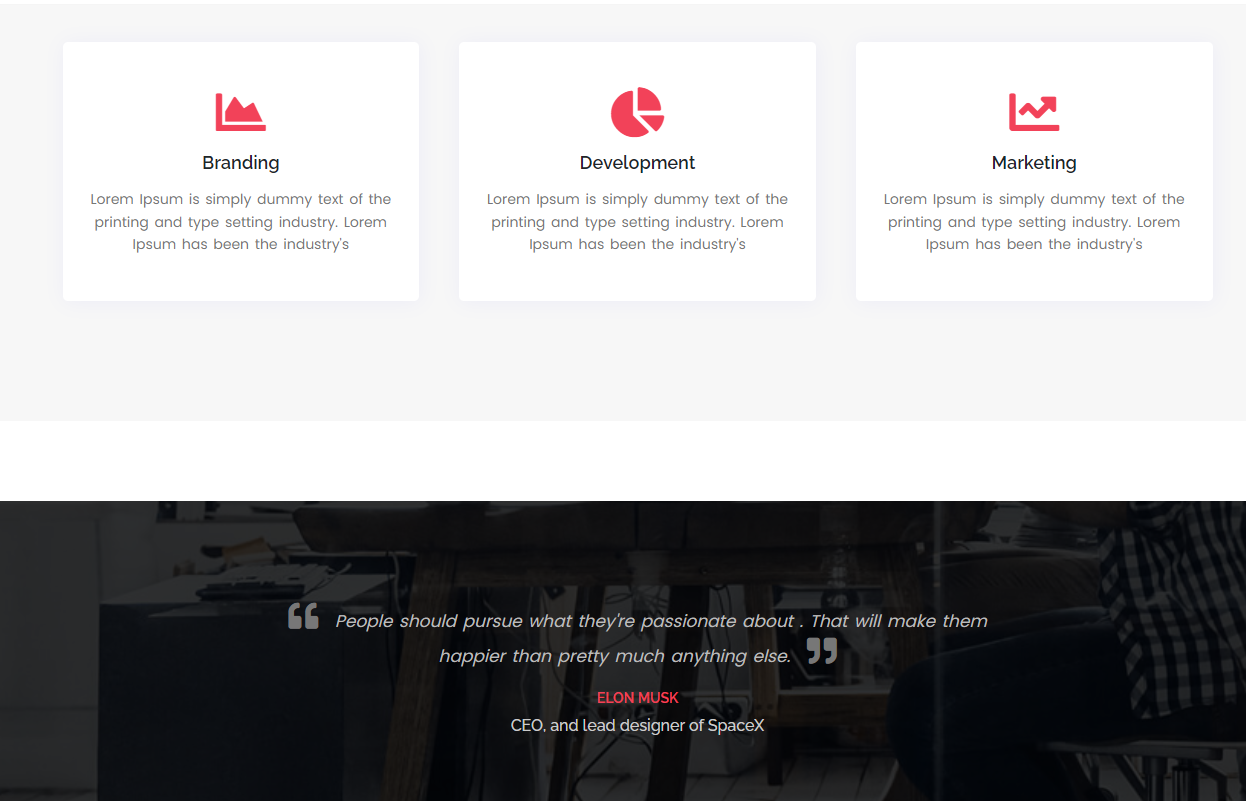 Branding
Lorem Ipsum is simply dummy text of the
printing and type setting industry. Lorem
Ipsum has been the industry's
Development
Lorem Ipsum is simply dummy text of the
printing and type setting industry. Lorem
Ipsum has been the industry's
Marketing
Lorem Ipsum is simply dummy text of the
printing and type setting industry. Lorem
Ipsum has been the industry's
“ People should pursue what they're passionate about . That will make them
happier than pretty much anything else. ”
ELON MUSK
CEO, and lead designer of SpaceX